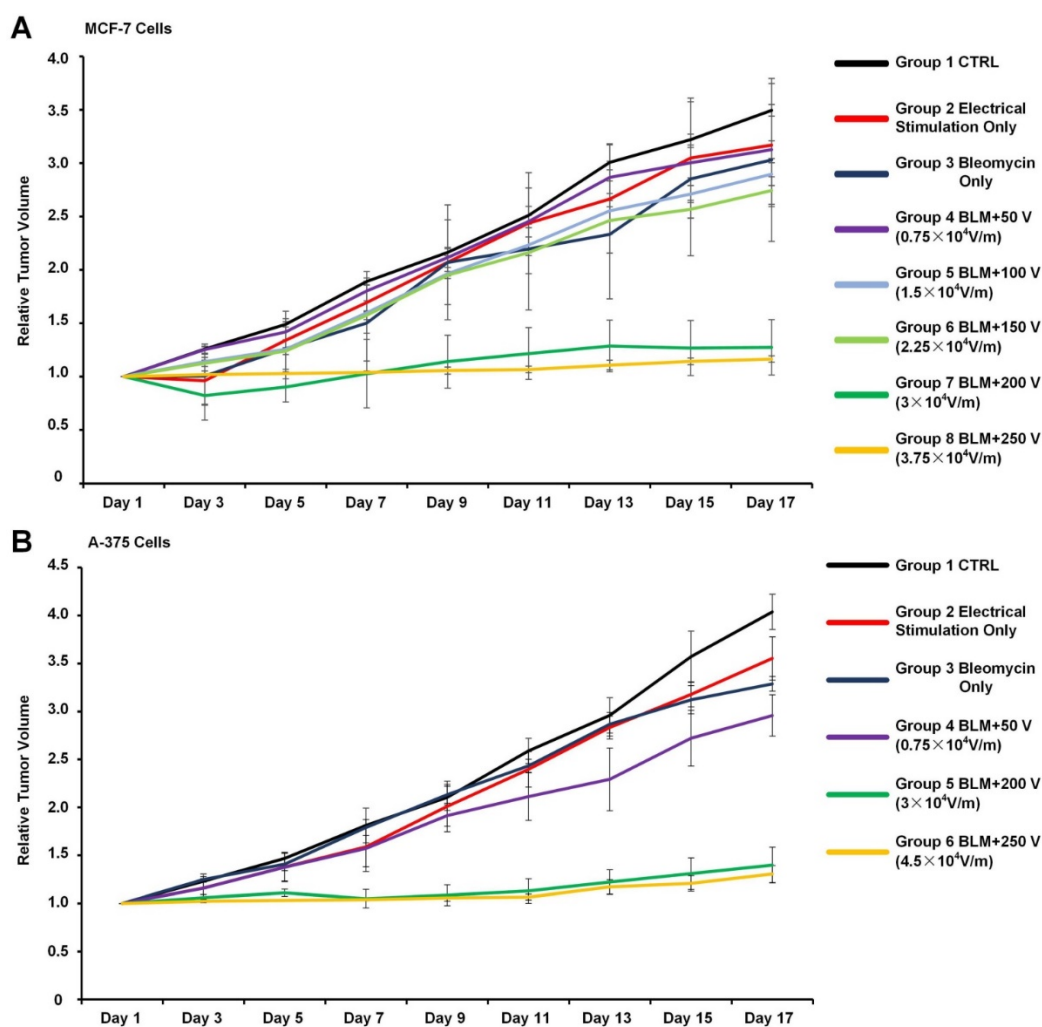 A
MCF-7 Cells
Relative Tumor Volume
4.0
3.5
3.0
2.5
2.0
1.5
1.0
0.5
0
Day 1 Day 3 Day 5 Day 7 Day 9 Day 11 Day 13 Day 15 Day 17
Group 1 CTRL
Group 2 Electrical
Stimulation Only
Group 3 Bleomycin
Only
Group 4 BLM+50 V
(0.75×10⁴V/m)
Group 5 BLM+100 V
(1.5×10⁴V/m)
Group 6 BLM+150 V
(2.25×10⁴V/m)
Group 7 BLM+200 V
(3×10⁴V/m)
Group 8 BLM+250 V
(3.75×10⁴V/m)
B
A-375 Cells
Relative Tumor Volume
4.5
4.0
3.5
3.0
2.5
2.0
1.5
1.0
0.5
0
Day 1 Day 3 Day 5 Day 7 Day 9 Day 11 Day 13 Day 15 Day 17
Group 1 CTRL
Group 2 Electrical
Stimulation Only
Group 3 Bleomycin
Only
Group 4 BLM+50 V
(0.75×10⁴V/m)
Group 5 BLM+200 V
(3×10⁴V/m)
Group 6 BLM+250 V
(4.5×10⁴V/m)